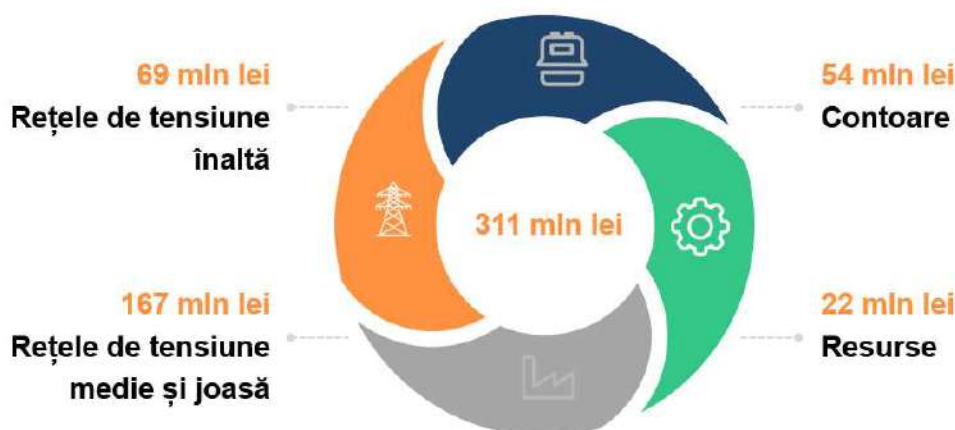 69 mln lei
Rețele de tensiune
înaltă
54 mln lei
Contoare
311 mln lei
167 mln lei
Rețele de tensiune
medie și joasă
22 mln lei
Resurse